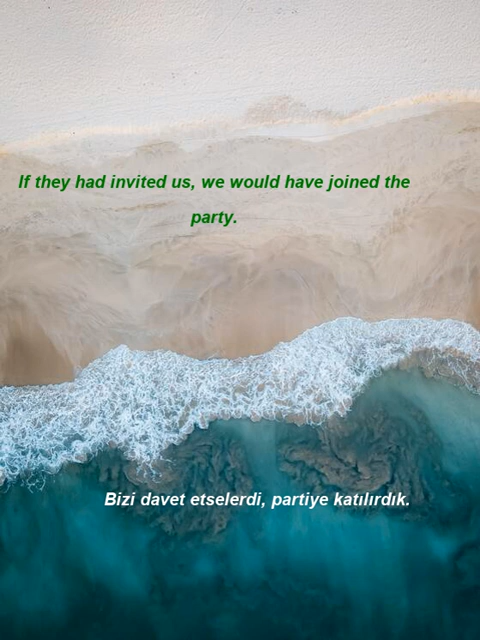 If they had invited us, we would have joined the
party.
Bizi davet etselerdi, partiye katılırdık.